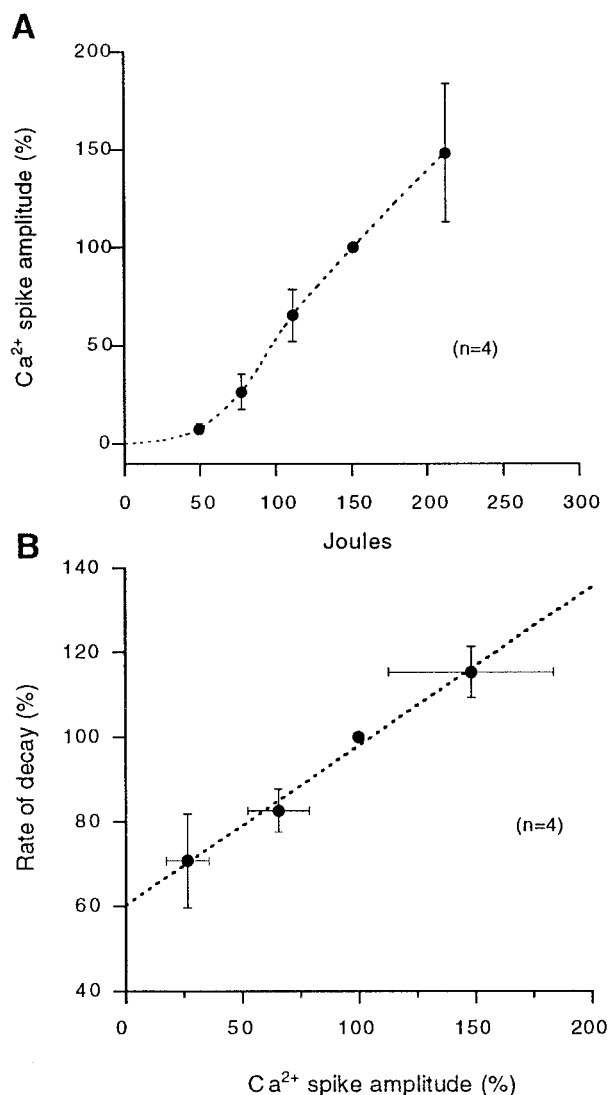 A
200
150
100
50
0
Ca²⁺ spike amplitude (%)
(n=4)
0 50 100 150 200 250 300
Joules
B
140
120
100
80
60
40
Rate of decay (%)
(n=4)
0 50 100 150 200
Ca²⁺ spike amplitude (%)